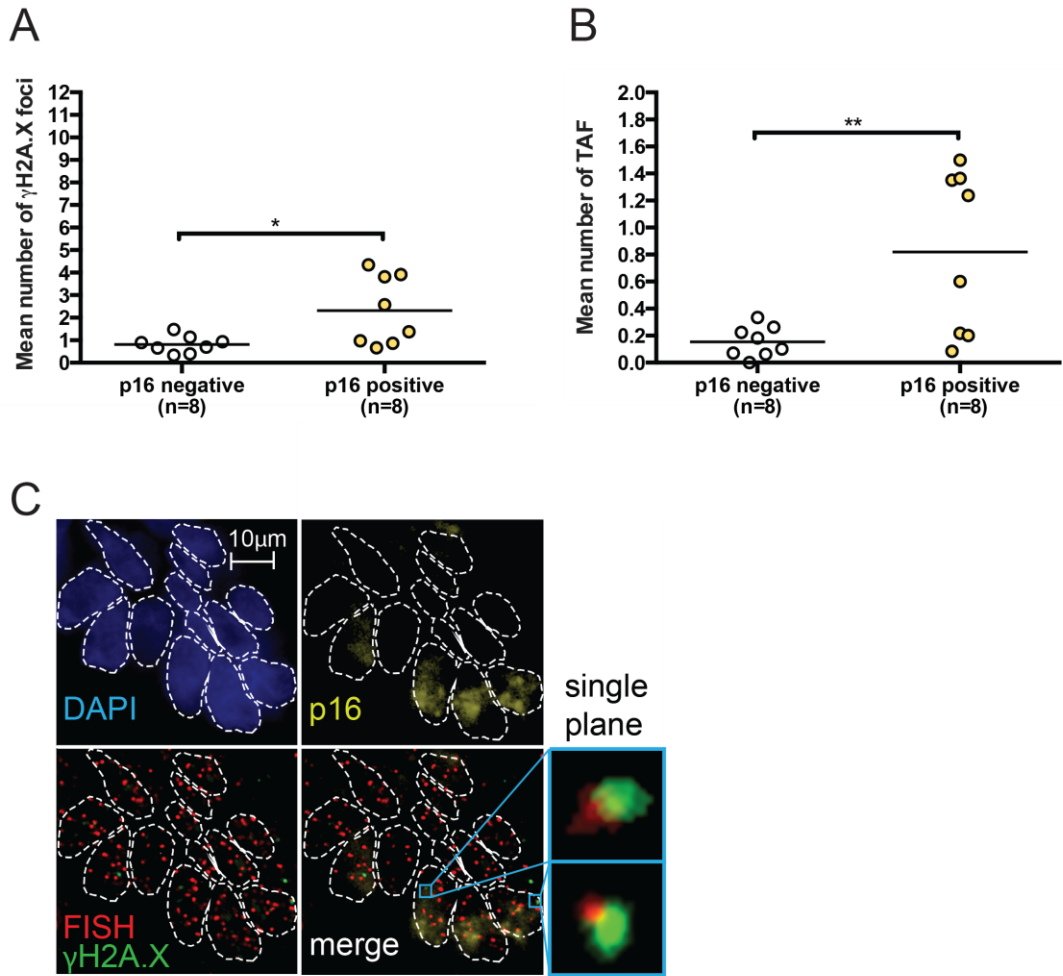 A
Mean number of γH2A.X foci
12
11
10
9
8
7
6
5
4
3
2
1
0
*
p16 negative
(n=8)
p16 positive
(n=8)
B
Mean number of TAF
2.0
1.8
1.6
1.4
1.2
1.0
0.8
0.6
0.4
0.2
0.0
**
p16 negative
(n=8)
p16 positive
(n=8)
C
10μm
DAPI
p16
single
plane
FISH
γH2A.X
merge